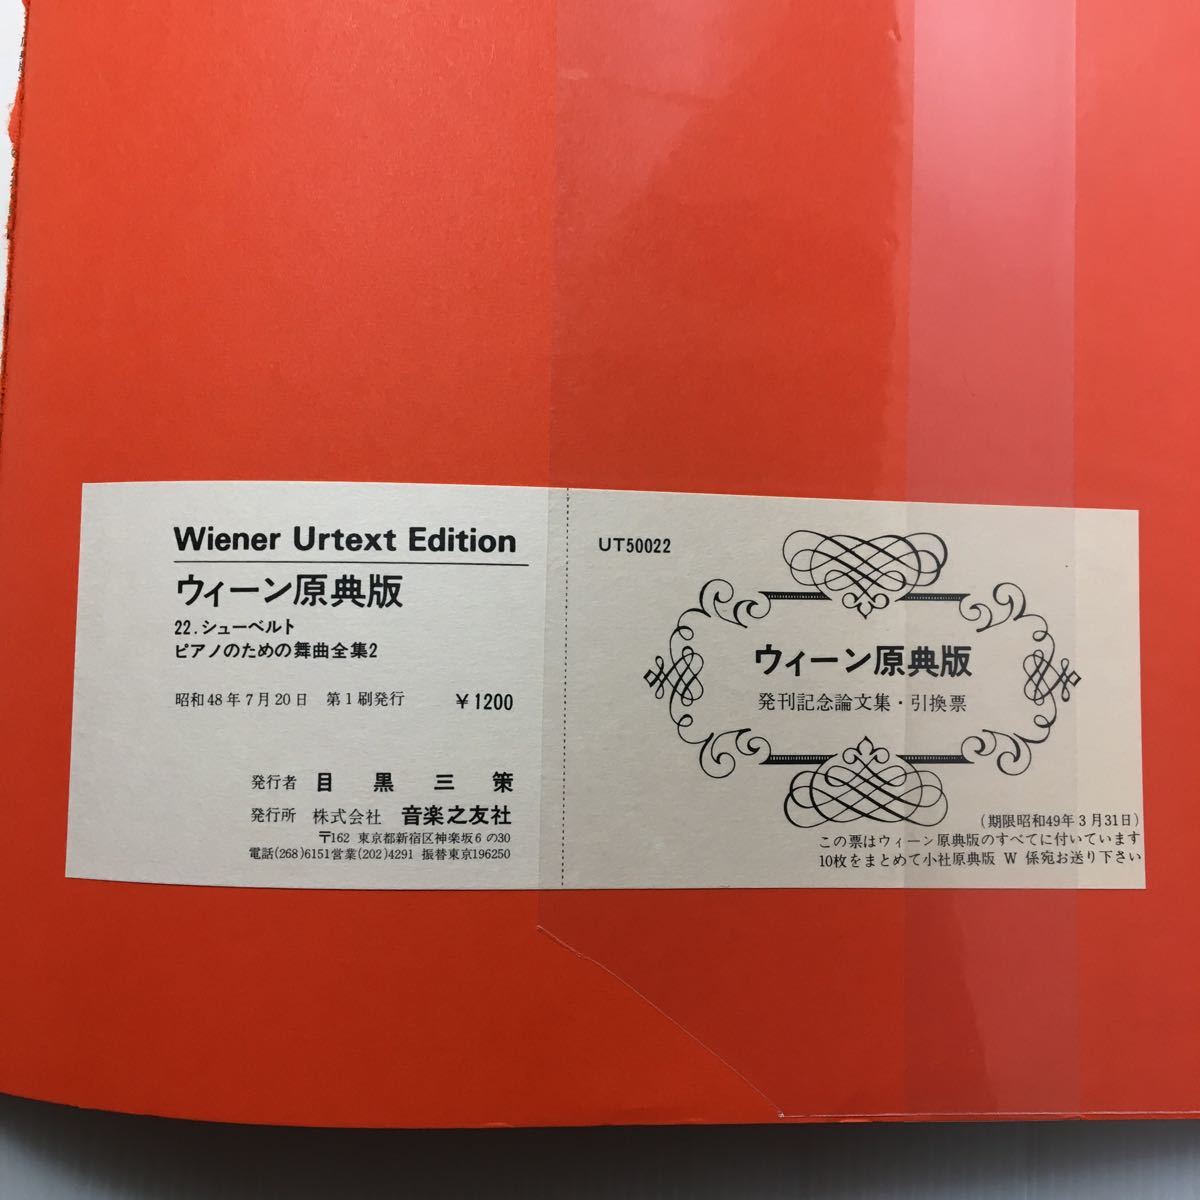 Wiener Urtext Edition
ウィーン原典版
22.シューベルト
ピアノのための舞曲全集2
昭和48年7月20日 第1刷発行 ¥1200
発行者 目黒三策
発行所 株式会社 音楽之友社
〒162 東京都新宿区神楽坂6の30
電話(268)6151営業(202)4291 振替東京196250
UT50022
ウィーン原典版
発刊記念論文集・引換票
(期限昭和49年3月31日)
この票はウィーン原典版のすべてに付いています
10枚をまとめて小社原典版 W 係宛お送り下さい